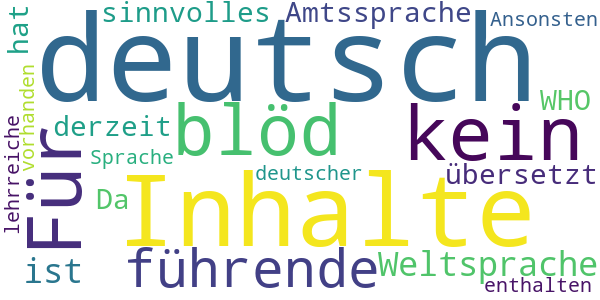 hat
sinnvolles
Amtssprache
Ansonsten
deutsch
vorhanden
lehrreiche
Für
derzeit
blöd
kein
WHO
Sprache
deutscher
übersetzt
Da
Inhalte
ist
führende
Weltsprache
enthalten